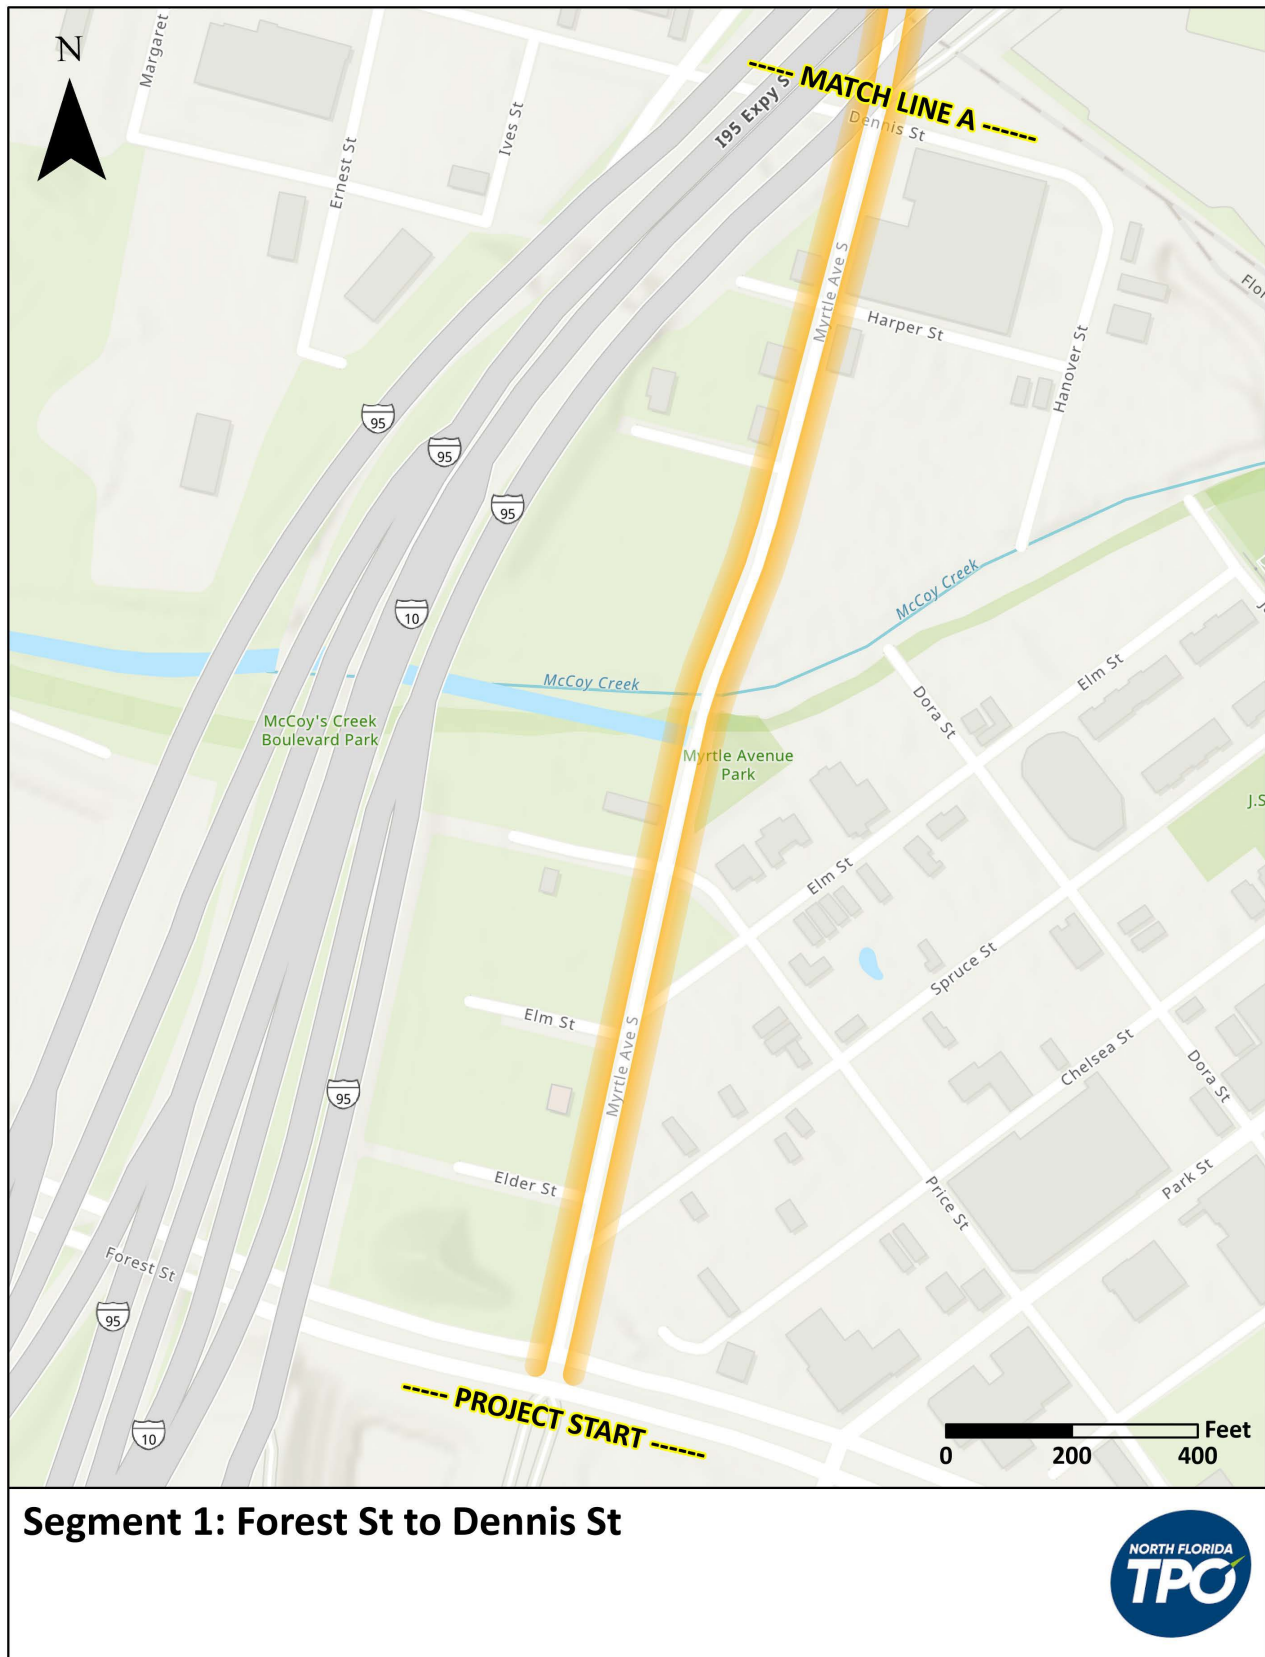 N
Margaret
Ernest St
Ives St
I95 Expy S
----- MATCH LINE A ------
Dennis St
Myrtle Ave S
Harper St
Hanover St
Flor
95
95
95
10
McCoy Creek
McCoy Creek
McCoy's Creek
Boulevard Park
Myrtle Avenue
Park
Dora St
Elm St
J.S
Elm St
Spruce St
Elm St
Myrtle Ave S
Chelsea St
Dora St
95
Elder St
Price St
Park St
Forest St
95
10
----- PROJECT START ------
Feet
0 200 400
Segment 1: Forest St to Dennis St
NORTH FLORIDA
TPO